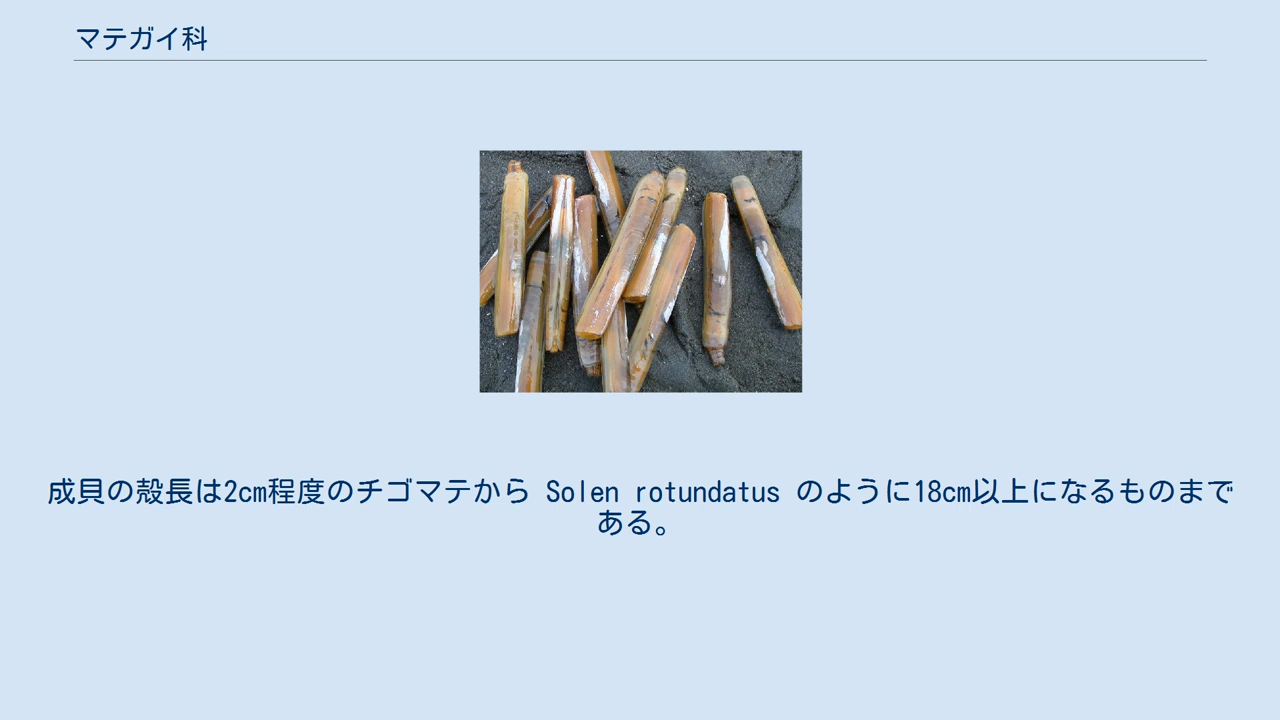 マテガイ科
成貝の殻長は2cm程度のチゴマテから Solen rotundatus のように18cm以上になるものまで
ある。